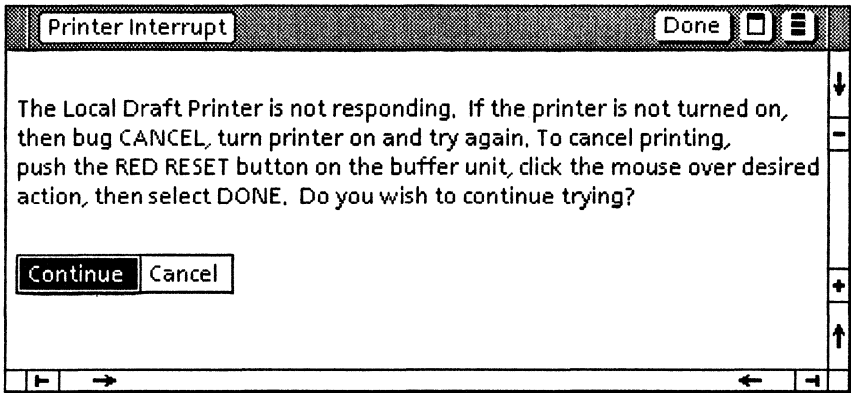 Printer Interrupt
Done
The Local Draft Printer is not responding. If the printer is not turned on,
then bug CANCEL, turn printer on and try again. To cancel printing,
push the RED RESET button on the buffer unit, click the mouse over desired
action, then select DONE. Do you wish to continue trying?
Continue Cancel